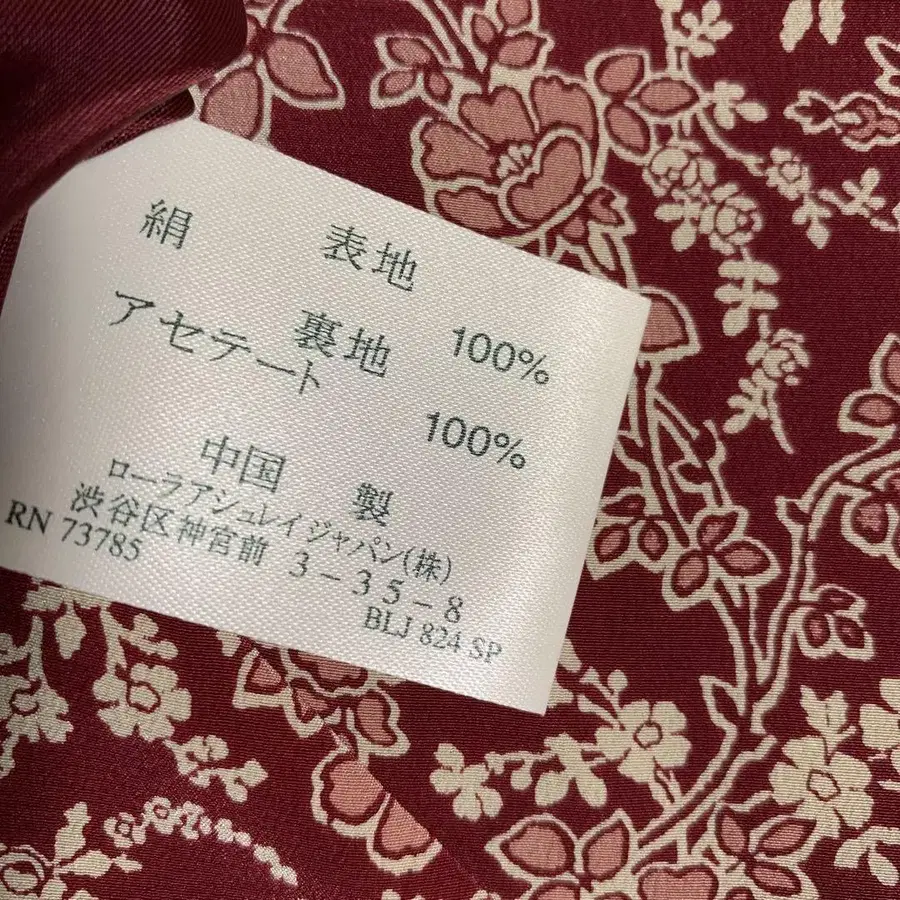 表地
絹 100%
裏地
アセテート 100%
中国 製
ローラアシュレイジャパン(株)
渋谷区神宮前 3-35-8
RN 73785 BLJ 824 SP